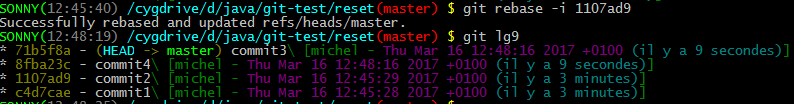 SONNY(12:45:40) /cygdrive/d/java/git-test/reset(master) $ git rebase -i 1107ad9
Successfully rebased and updated refs/heads/master.
SONNY(12:48:19) /cygdrive/d/java/git-test/reset(master) $ git lg9
* 71b5f8a - (HEAD -> master) commit3\ [michel - Thu Mar 16 12:48:16 2017 +0100 (il y a 9 secondes)]
* 8fba23c - commit4\ [michel - Thu Mar 16 12:48:16 2017 +0100 (il y a 9 secondes)]
* 1107ad9 - commit2\ [michel - Thu Mar 16 12:45:29 2017 +0100 (il y a 3 minutes)]
* c4d7cae - commit1\ [michel - Thu Mar 16 12:45:28 2017 +0100 (il y a 3 minutes)]